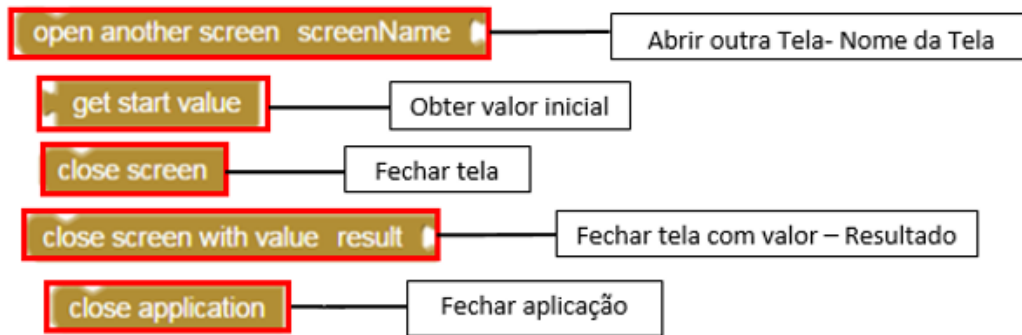 open another screen screenName
Abrir outra Tela- Nome da Tela
get start value
Obter valor inicial
close screen
Fechar tela
close screen with value result
Fechar tela com valor – Resultado
close application
Fechar aplicação